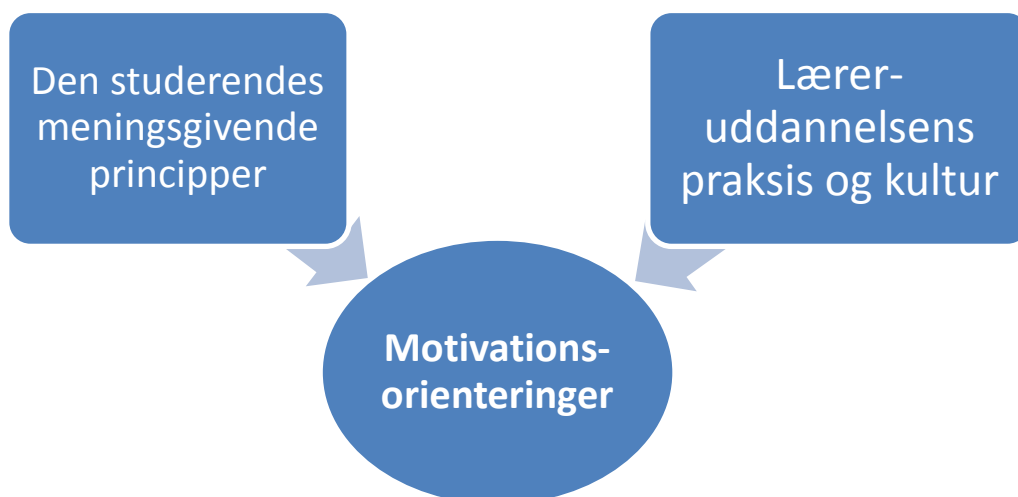 Den studerendes
meningsgivende
principper
Lærer-
uddannelsens
praksis og kultur
Motivations-
orienteringer